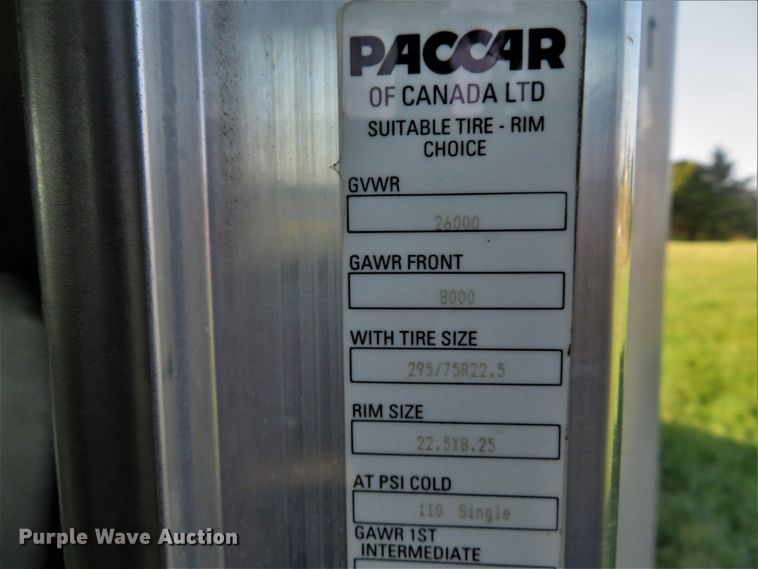 PACCAR
OF CANADA LTD
SUITABLE TIRE - RIM
CHOICE
GVWR
26000
GAWR FRONT
8000
WITH TIRE SIZE
295/75R22.5
RIM SIZE
22.5X8.25
AT PSI COLD
110 Single
GAWR 1ST
INTERMEDIATE
Purple Wave Auction®